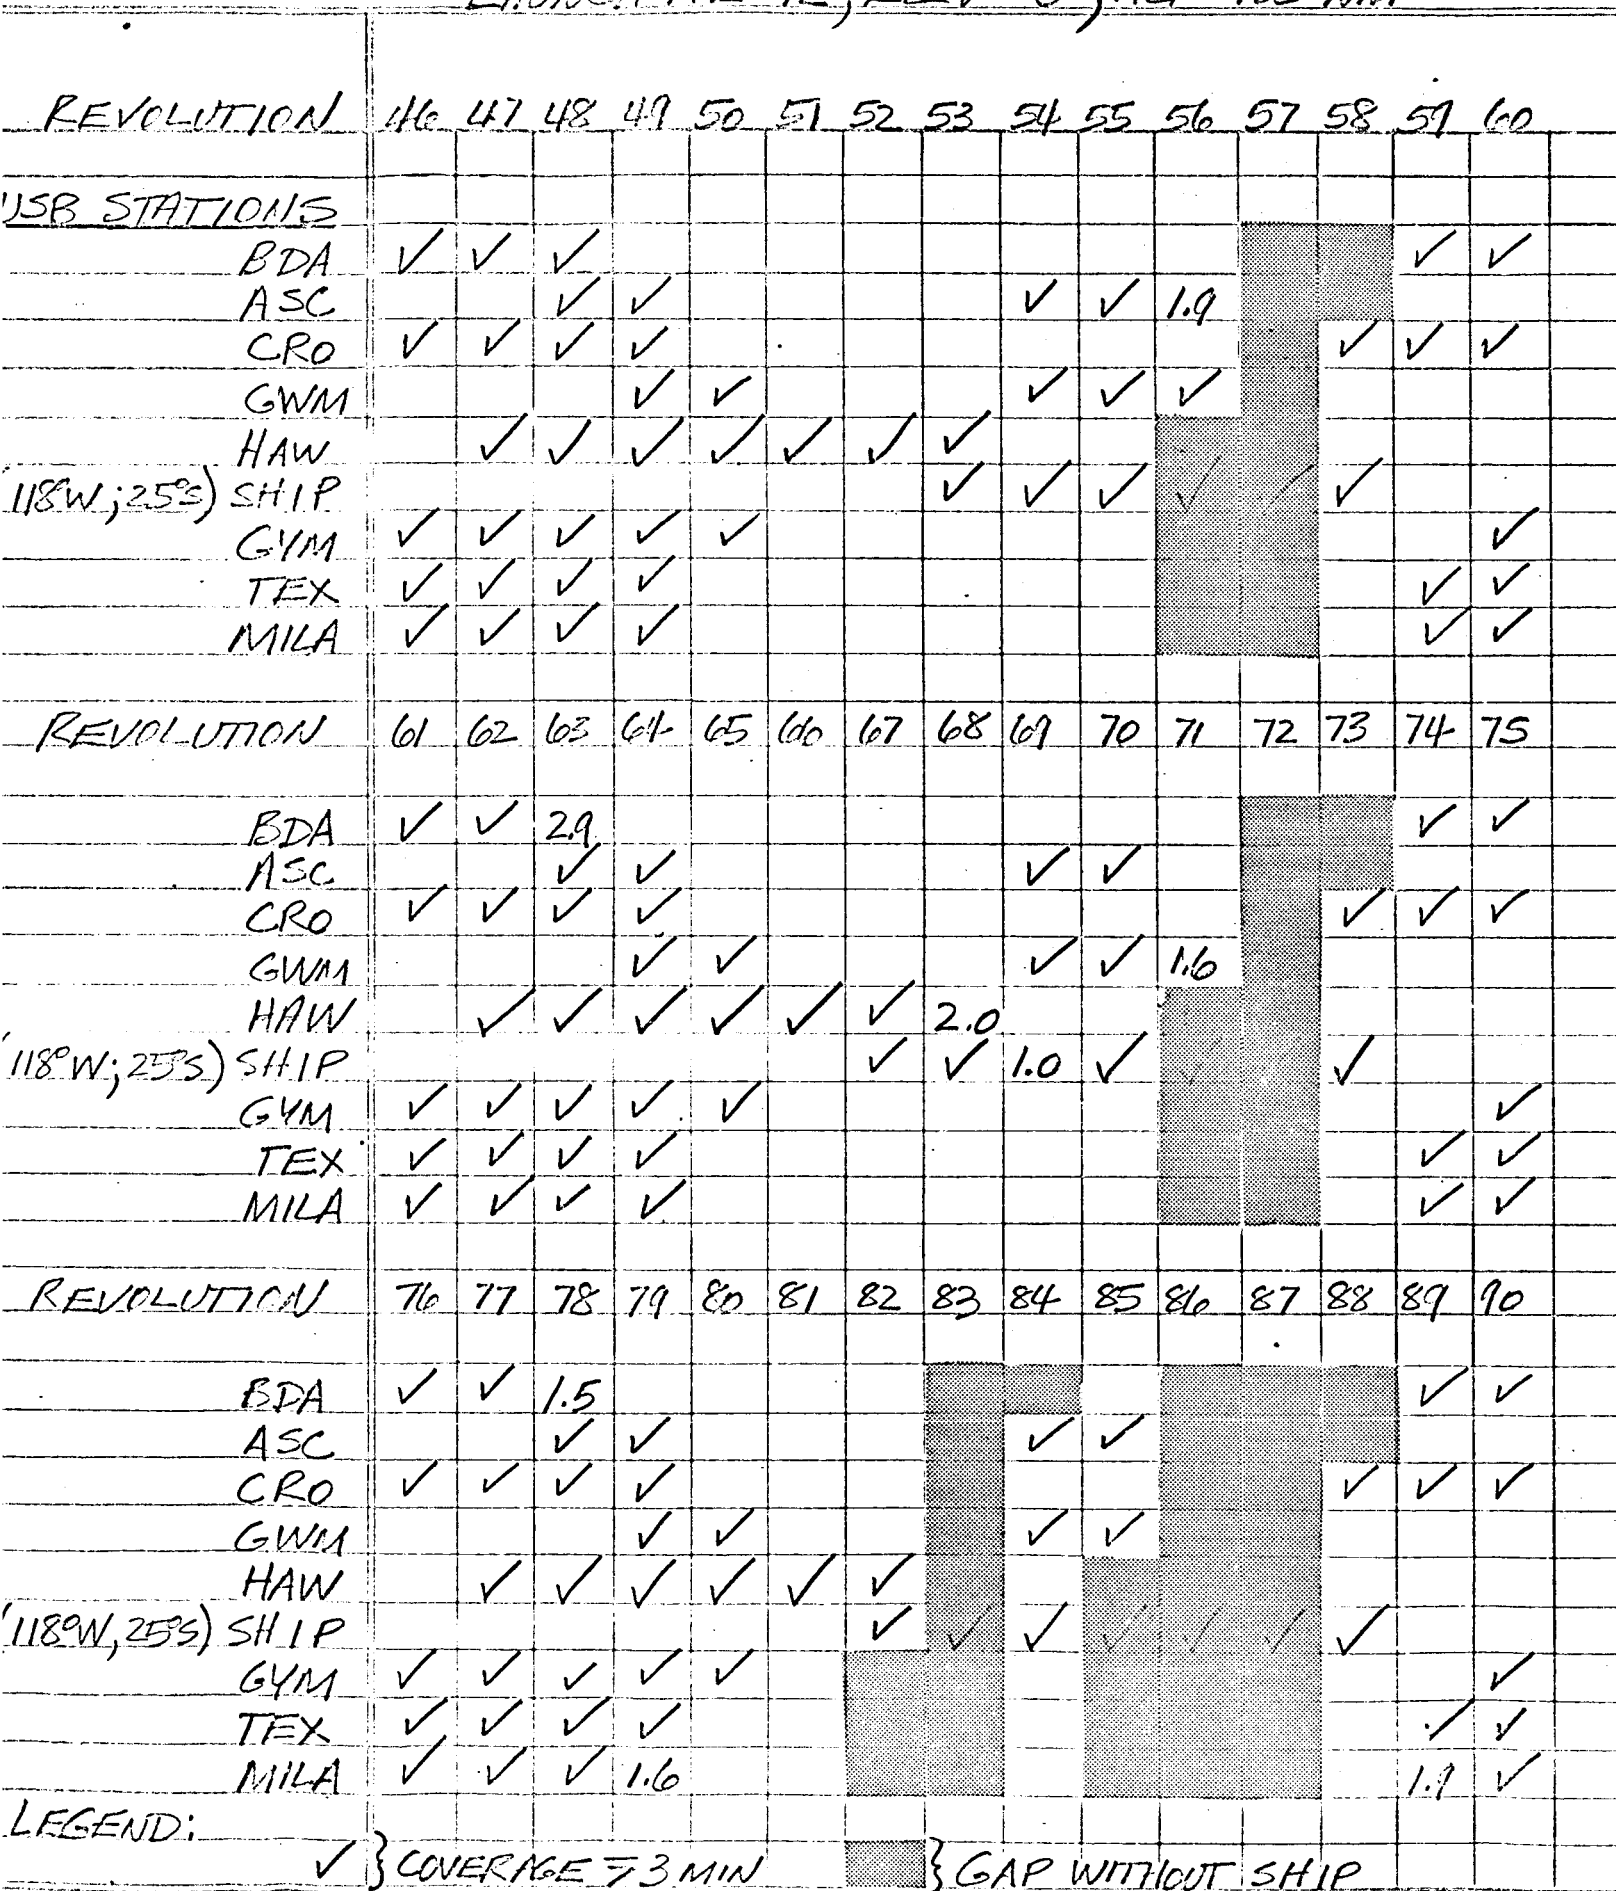 REVOLUTION 46 47 48 49 50 51 52 53 54 55 56 57 58 59 60
USB STATIONS
BDA ✓ ✓ ✓ ✓ ✓
ASC ✓ ✓ ✓ ✓ 1.9
CRO ✓ ✓ ✓ ✓ ✓ ✓ ✓
GWM ✓ ✓ ✓ ✓ ✓
HAW ✓ ✓ ✓ ✓ ✓ ✓ ✓
(118°W; 25°S) SHIP ✓ ✓ ✓ ✓ ✓ ✓
GYM ✓ ✓ ✓ ✓ ✓ ✓
TEX ✓ ✓ ✓ ✓ ✓ ✓
MILA ✓ ✓ ✓ ✓ ✓ ✓
REVOLUTION 61 62 63 64 65 66 67 68 69 70 71 72 73 74 75
BDA ✓ ✓ 2.9 ✓ ✓
ASC ✓ ✓ ✓ ✓
CRO ✓ ✓ ✓ ✓ ✓ ✓ ✓
GWM ✓ ✓ ✓ ✓ 1.6
HAW ✓ ✓ ✓ ✓ ✓ ✓ 2.0
(118°W; 25°S) SHIP ✓ ✓ 1.0 ✓ ✓ ✓
GYM ✓ ✓ ✓ ✓ ✓ ✓
TEX ✓ ✓ ✓ ✓ ✓ ✓
MILA ✓ ✓ ✓ ✓ ✓ ✓
REVOLUTION 76 77 78 79 80 81 82 83 84 85 86 87 88 89 90
BDA ✓ ✓ 1.5 ✓ ✓
ASC ✓ ✓ ✓ ✓
CRO ✓ ✓ ✓ ✓ ✓ ✓ ✓
GWM ✓ ✓ ✓ ✓
HAW ✓ ✓ ✓ ✓ ✓ ✓
(118°W, 25°S) SHIP ✓ ✓ ✓ ✓ ✓ ✓ ✓
GYM ✓ ✓ ✓ ✓ ✓ ✓
TEX ✓ ✓ ✓ ✓ ✓ ✓
MILA ✓ ✓ ✓ 1.6 1.9 ✓
LEGEND:
✓ } COVERAGE ≥ 3 MIN } GAP WITHOUT SHIP